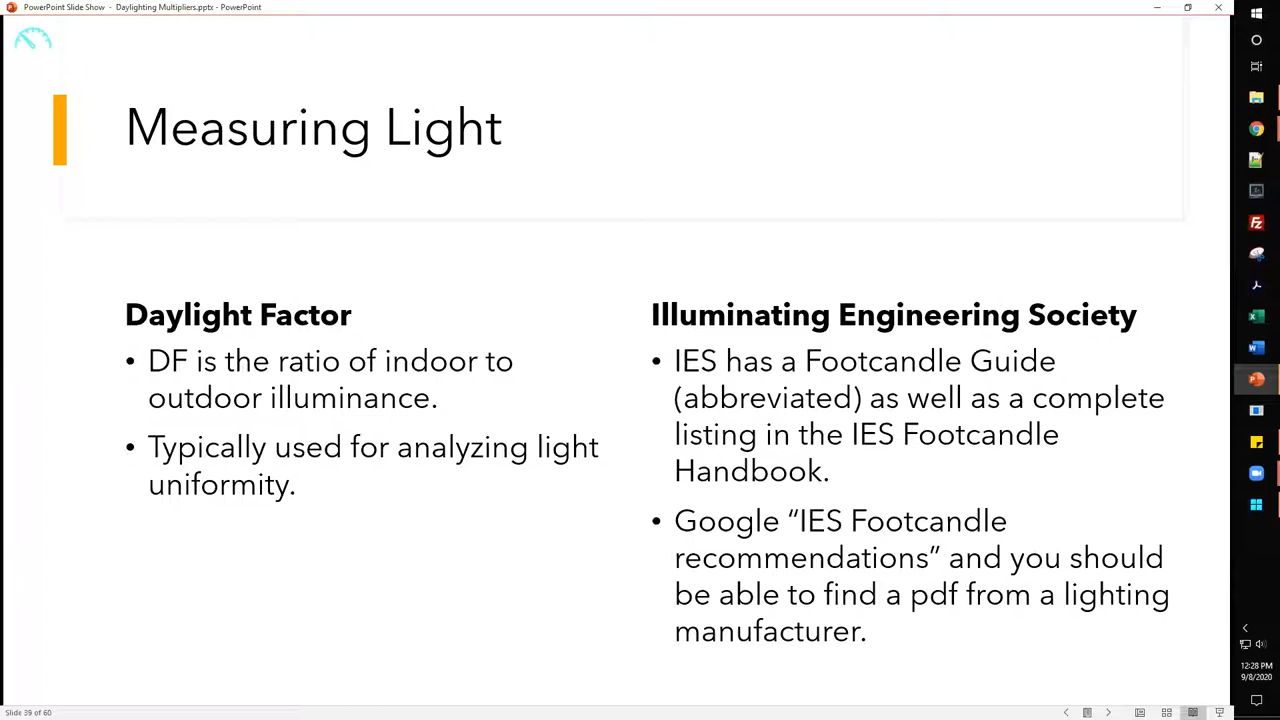 PowerPoint Slide Show - Daylighting Multipliers.pptx - PowerPoint
Measuring Light
Daylight Factor
• DF is the ratio of indoor to
outdoor illuminance.
• Typically used for analyzing light
uniformity.
Illuminating Engineering Society
• IES has a Footcandle Guide
(abbreviated) as well as a complete
listing in the IES Footcandle
Handbook.
• Google “IES Footcandle
recommendations” and you should
be able to find a pdf from a lighting
manufacturer.
12:28 PM
9/8/2020
Slide 39 of 60